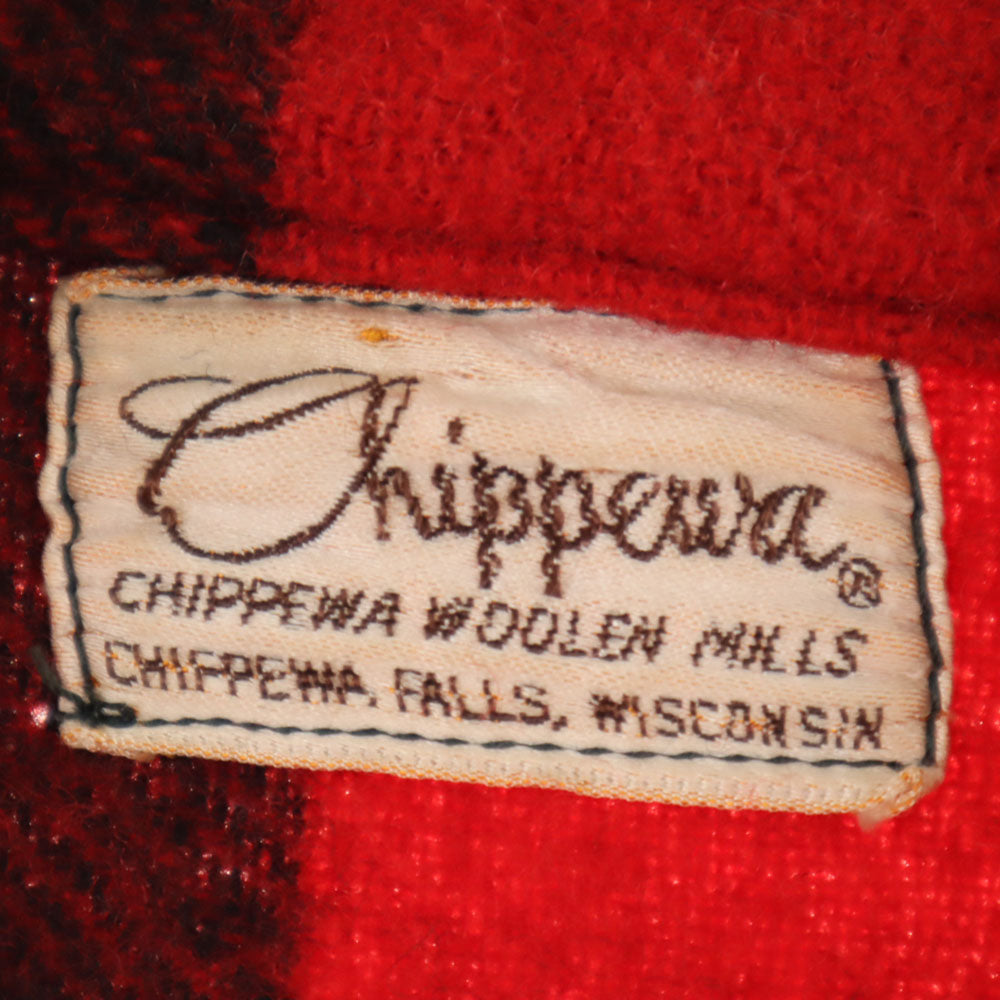 Chippewa®
CHIPPEWA WOOLEN MILLS
CHIPPEWA, FALLS, WISCONSIN